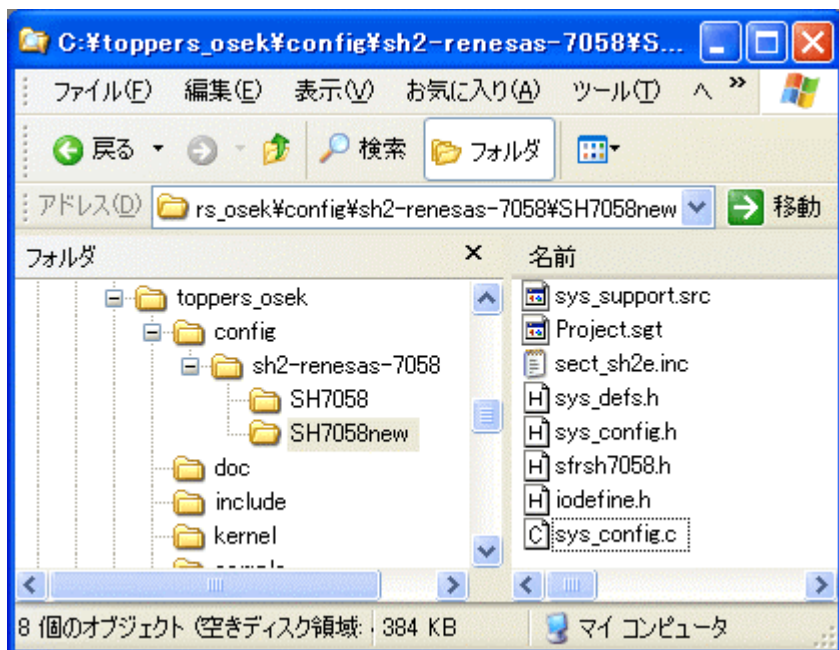 C:¥toppers_osek¥config¥sh2-renesas-7058¥S...
ファイル(F) 編集(E) 表示(V) お気に入り(A) ツール(T) ヘ »
戻る 検索 フォルダ
アドレス(D) rs_osek¥config¥sh2-renesas-7058¥SH7058new 移動
フォルダ × 名前
toppers_osek
config
sh2-renesas-7058
SH7058
SH7058new
doc
include
kernel
sample
sys_support.src
Project.sgt
sect_sh2e.inc
sys_defs.h
sys_config.h
sfrsh7058.h
iodefine.h
sys_config.c
8 個のオブジェクト (空きディスク領域: 384 KB マイ コンピュータ